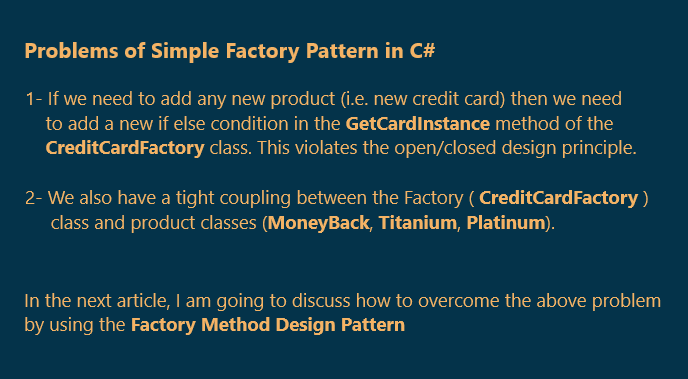 Problems of Simple Factory Pattern in C#
1- If we need to add any new product (i.e. new credit card) then we need
to add a new if else condition in the GetCardInstance method of the
CreditCardFactory class. This violates the open/closed design principle.
2- We also have a tight coupling between the Factory ( CreditCardFactory )
class and product classes (MoneyBack, Titanium, Platinum).
In the next article, I am going to discuss how to overcome the above problem
by using the Factory Method Design Pattern